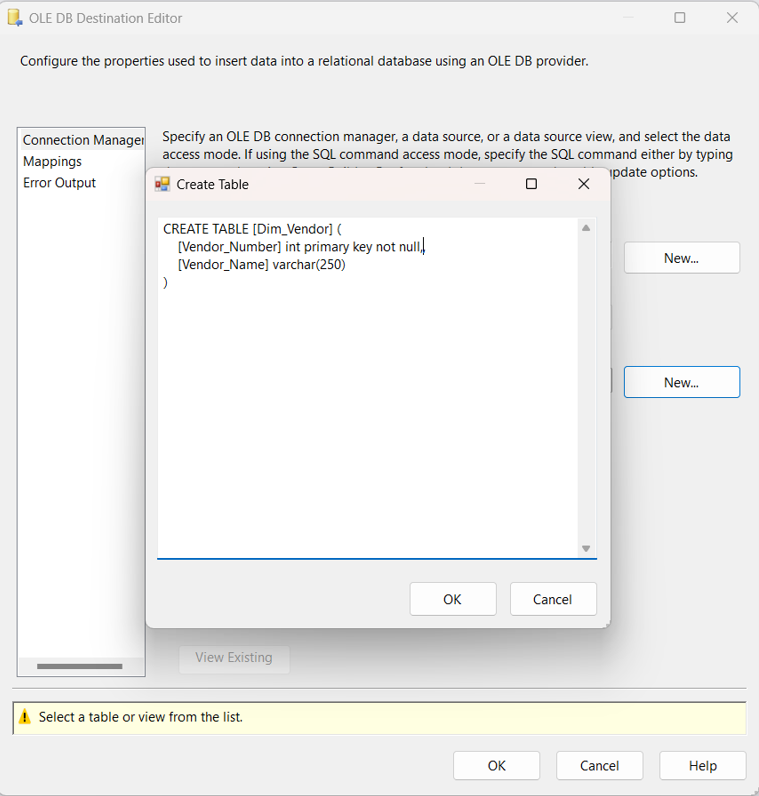 OLE DB Destination Editor
Configure the properties used to insert data into a relational database using an OLE DB provider.
Connection Manager
Mappings
Error Output
Specify an OLE DB connection manager, a data source, or a data source view, and select the data
access mode. If using the SQL command access mode, specify the SQL command either by typing
update options.
Create Table
CREATE TABLE [Dim_Vendor] (
[Vendor_Number] int primary key not null,
[Vendor_Name] varchar(250)
)
New...
New...
OK
Cancel
View Existing
Select a table or view from the list.
OK
Cancel
Help